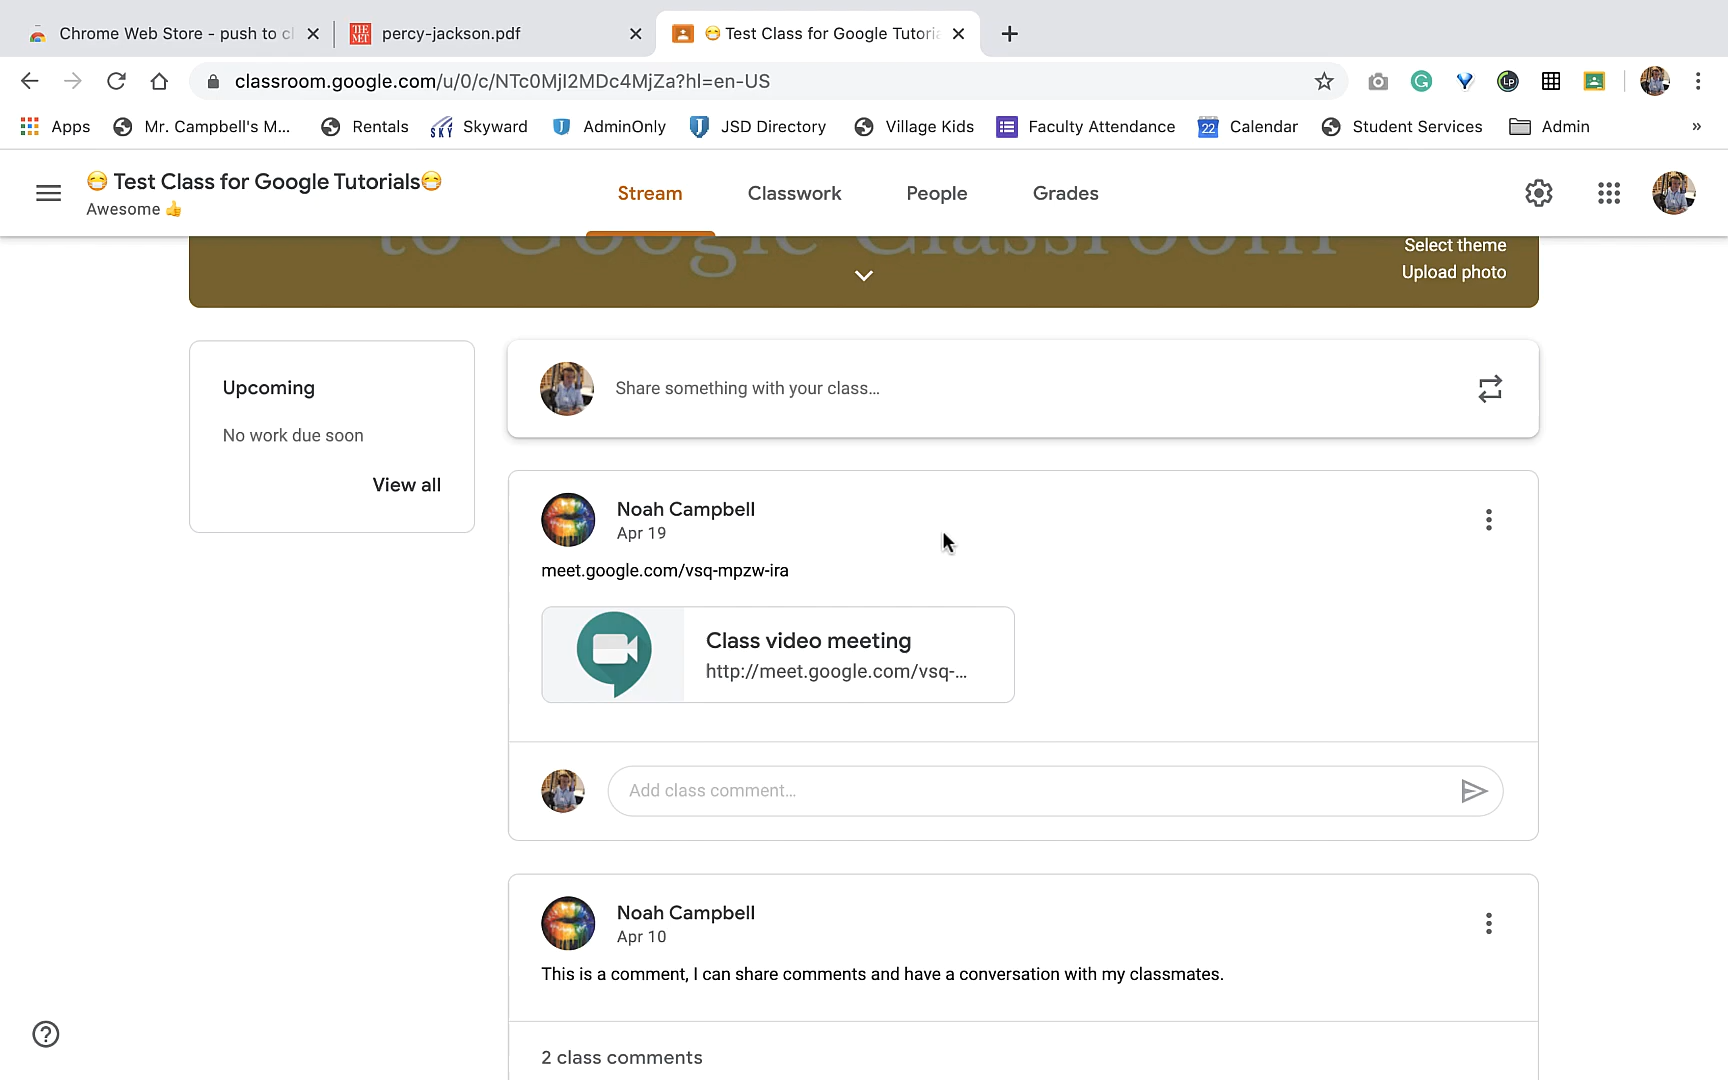 Chrome Web Store - push to cl
THE MET
percy-jackson.pdf
😷 Test Class for Google Tutoria
classroom.google.com/u/0/c/NTc0MjI2MDc4MjZa?hl=en-US
Apps
Mr. Campbell's M...
Rentals
SKY
Skyward
AdminOnly
JSD Directory
Village Kids
Faculty Attendance
22
Calendar
Student Services
Admin
»
😷 Test Class for Google Tutorials😷
Awesome 👍
Stream
Classwork
People
Grades
to Google Classroom
Select theme
Upload photo
Upcoming
No work due soon
View all
Share something with your class...
Noah Campbell
Apr 19
meet.google.com/vsq-mpzw-ira
Class video meeting
http://meet.google.com/vsq-...
Add class comment...
Noah Campbell
Apr 10
This is a comment, I can share comments and have a conversation with my classmates.
2 class comments